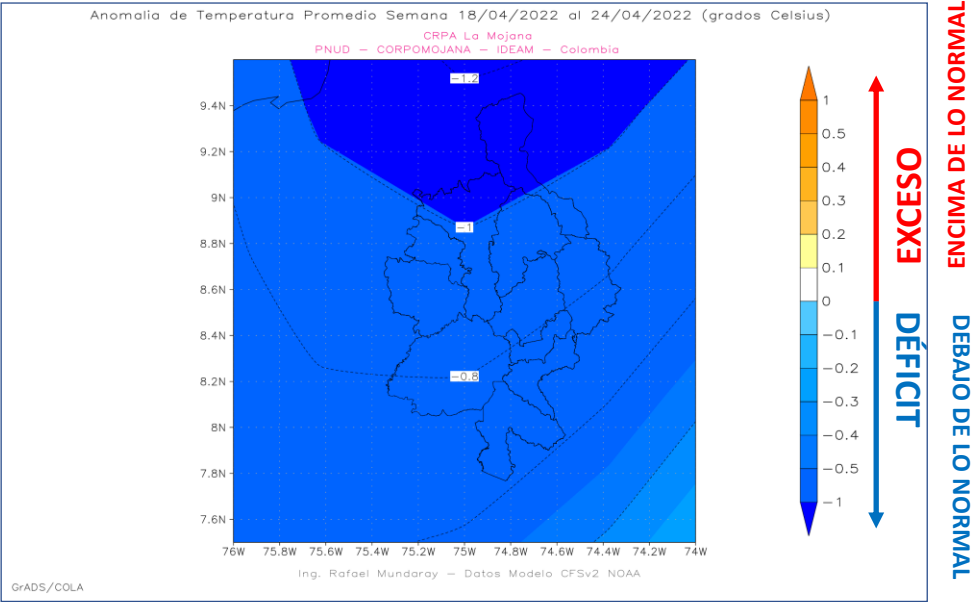 Anomalia de Temperatura Promedio Semana 18/04/2022 al 24/04/2022 (grados Celsius)
CRPA La Mojana
PNUD – CORPOMOJANA – IDEAM – Colombia
9.4N
9.2N
9N
8.8N
8.6N
8.4N
8.2N
8N
7.8N
7.6N
76W 75.8W 75.6W 75.4W 75.2W 75W 74.8W 74.6W 74.4W 74.2W 74W
−1.2
−1
−0.8
1
0.5
0.4
0.3
0.2
0.1
0
−0.1
−0.2
−0.3
−0.4
−0.5
−1
EXCESO
DÉFICIT
ENCIMA DE LO NORMAL
DEBAJO DE LO NORMAL
Ing. Rafael Mundaray – Datos Modelo CFSv2 NOAA
GrADS/COLA